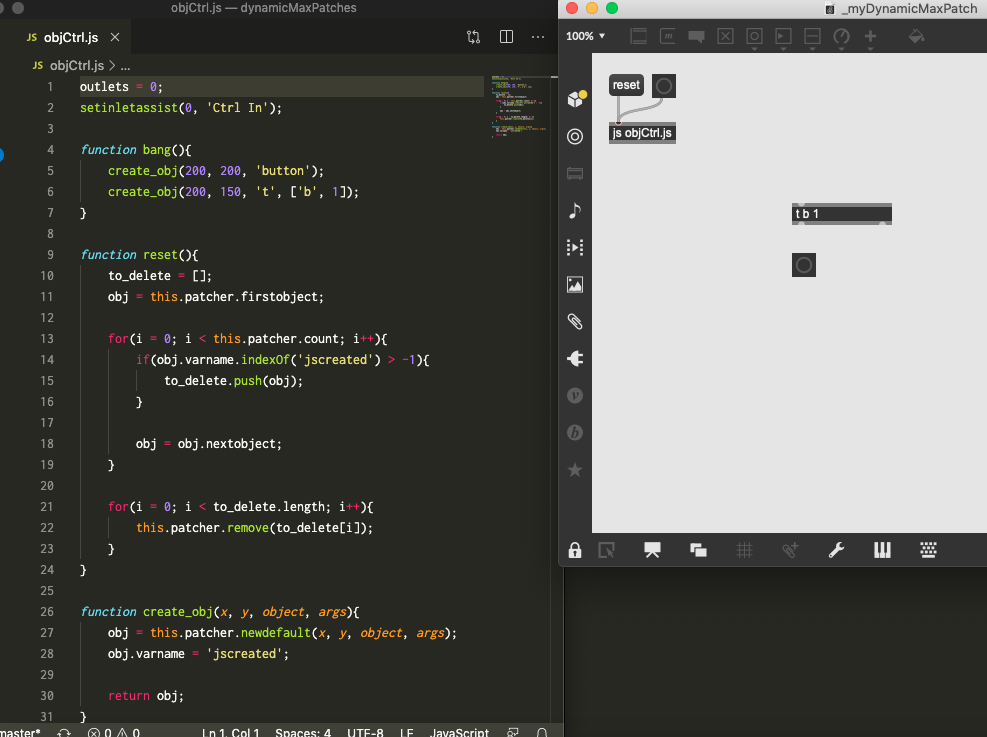 objCtrl.js — dynamicMaxPatches
JS objCtrl.js
JS objCtrl.js > ...
1 outlets = 0;
2 setinletassist(0, 'Ctrl In');
3
4 function bang(){
5 create_obj(200, 200, 'button');
6 create_obj(200, 150, 't', ['b', 1]);
7 }
8
9 function reset(){
10 to_delete = [];
11 obj = this.patcher.firstobject;
12
13 for(i = 0; i < this.patcher.count; i++){
14 if(obj.varname.indexOf('jscreated') > -1){
15 to_delete.push(obj);
16 }
17
18 obj = obj.nextobject;
19 }
20
21 for(i = 0; i < to_delete.length; i++){
22 this.patcher.remove(to_delete[i]);
23 }
24 }
25
26 function create_obj(x, y, object, args){
27 obj = this.patcher.newdefault(x, y, object, args);
28 obj.varname = 'jscreated';
29
30 return obj;
31 }
master* 0 0 Ln 1, Col 1 Spaces: 4 UTF-8 LF JavaScript
_myDynamicMaxPatch
100%
reset
js objCtrl.js
t b 1